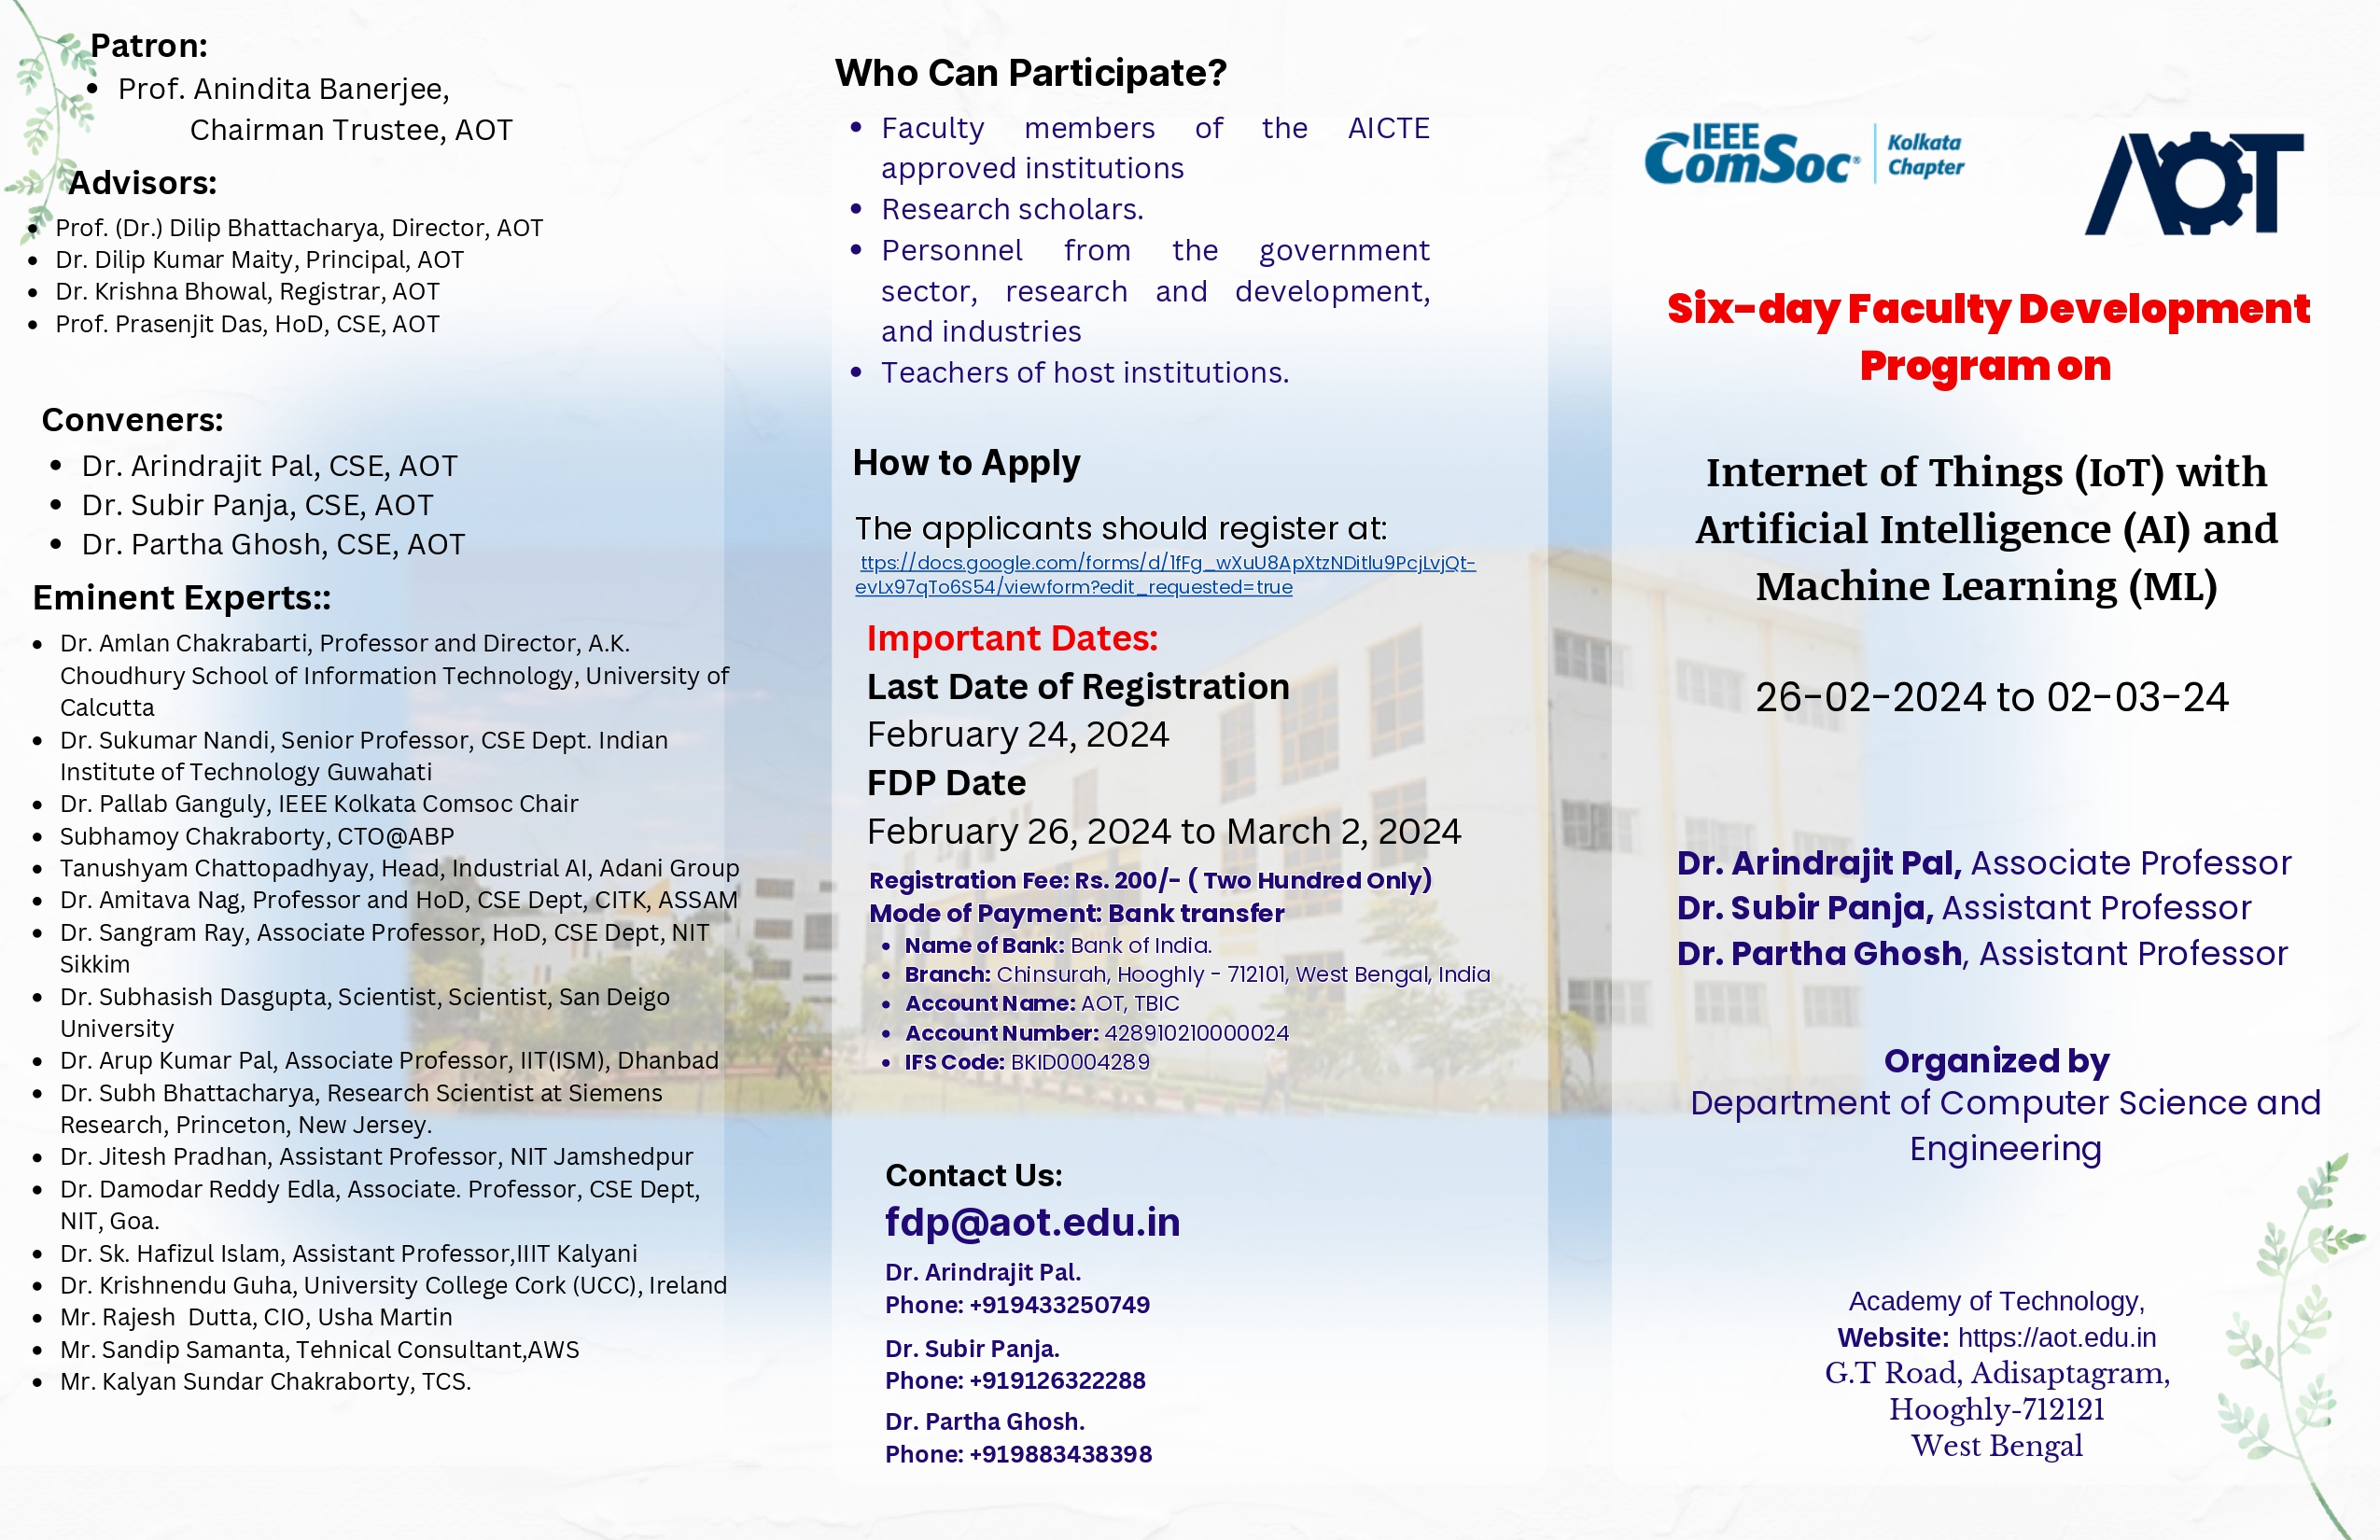 Patron:
• Prof. Anindita Banerjee,
Chairman Trustee, AOT
Advisors:
• Prof. (Dr.) Dilip Bhattacharya, Director, AOT
• Dr. Dilip Kumar Maity, Principal, AOT
• Dr. Krishna Bhowal, Registrar, AOT
• Prof. Prasenjit Das, HoD, CSE, AOT
Conveners:
• Dr. Arindrajit Pal, CSE, AOT
• Dr. Subir Panja, CSE, AOT
• Dr. Partha Ghosh, CSE, AOT
Eminent Experts::
• Dr. Amlan Chakrabarti, Professor and Director, A.K.
Choudhury School of Information Technology, University of
Calcutta
• Dr. Sukumar Nandi, Senior Professor, CSE Dept. Indian
Institute of Technology Guwahati
• Dr. Pallab Ganguly, IEEE Kolkata Comsoc Chair
• Subhamoy Chakraborty, CTO@ABP
• Tanushyam Chattopadhyay, Head, Industrial AI, Adani Group
• Dr. Amitava Nag, Professor and HoD, CSE Dept, CITK, ASSAM
• Dr. Sangram Ray, Associate Professor, HoD, CSE Dept, NIT
Sikkim
• Dr. Subhasish Dasgupta, Scientist, Scientist, San Deigo
University
• Dr. Arup Kumar Pal, Associate Professor, IIT(ISM), Dhanbad
• Dr. Subh Bhattacharya, Research Scientist at Siemens
Research, Princeton, New Jersey.
• Dr. Jitesh Pradhan, Assistant Professor, NIT Jamshedpur
• Dr. Damodar Reddy Edla, Associate. Professor, CSE Dept,
NIT, Goa.
• Dr. Sk. Hafizul Islam, Assistant Professor,IIIT Kalyani
• Dr. Krishnendu Guha, University College Cork (UCC), Ireland
• Mr. Rajesh  Dutta, CIO, Usha Martin
• Mr. Sandip Samanta, Tehnical Consultant,AWS
• Mr. Kalyan Sundar Chakraborty, TCS.
Who Can Participate?
• Faculty members of the AICTE
approved institutions
• Research scholars.
• Personnel from the government
sector, research and development,
and industries
• Teachers of host institutions.
How to Apply
The applicants should register at:
ttps://docs.google.com/forms/d/1fFg_wXuU8ApXtzNDitlu9PcjLvjQt-
evLx97qTo6S54/viewform?edit_requested=true
Important Dates:
Last Date of Registration
February 24, 2024
FDP Date
February 26, 2024 to March 2, 2024
Registration Fee: Rs. 200/- ( Two Hundred Only)
Mode of Payment: Bank transfer
• Name of Bank: Bank of India.
• Branch: Chinsurah, Hooghly - 712101, West Bengal, India
• Account Name: AOT, TBIC
• Account Number: 428910210000024
• IFS Code: BKID0004289
Contact Us:
fdp@aot.edu.in
Dr. Arindrajit Pal.
Phone: +919433250749
Dr. Subir Panja.
Phone: +919126322288
Dr. Partha Ghosh.
Phone: +919883438398
IEEE
ComSoc®
Kolkata
Chapter
AOT
Six-day Faculty Development
Program on
Internet of Things (IoT) with
Artificial Intelligence (AI) and
Machine Learning (ML)
26-02-2024 to 02-03-24
Dr. Arindrajit Pal, Associate Professor
Dr. Subir Panja, Assistant Professor
Dr. Partha Ghosh, Assistant Professor
Organized by
Department of Computer Science and
Engineering
Academy of Technology,
Website: https://aot.edu.in
G.T Road, Adisaptagram,
Hooghly-712121
West Bengal